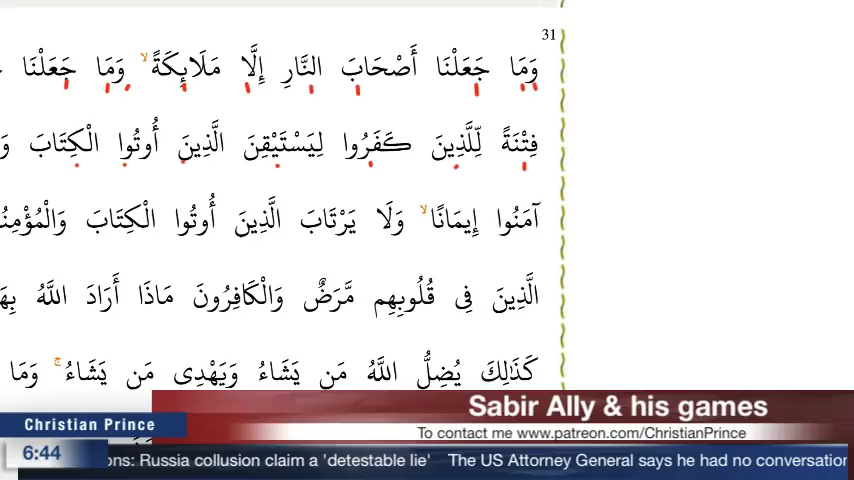 31
وَمَا جَعَلْنَا أَصْحَابَ النَّارِ إِلَّا مَلَائِكَةً ۙ وَمَا جَعَلْنَا
فِتْنَةً لِّلَّذِينَ كَفَرُوا لِيَسْتَيْقِنَ الَّذِينَ أُوتُوا الْكِتَابَ وَ
آمَنُوا إِيمَانًا ۙ وَلَا يَرْتَابَ الَّذِينَ أُوتُوا الْكِتَابَ وَالْمُؤْمِنُ
الَّذِينَ فِي قُلُوبِهِم مَّرَضٌ وَالْكَافِرُونَ مَاذَا أَرَادَ اللَّهُ بِهَ
كَذَٰلِكَ يُضِلُّ اللَّهُ مَن يَشَاءُ وَيَهْدِي مَن يَشَاءُ ۚ وَمَا
Sabir Ally & his games
Christian Prince
To contact me www.patreon.com/ChristianPrince
6:44
ons: Russia collusion claim a 'detestable lie' The US Attorney General says he had no conversation